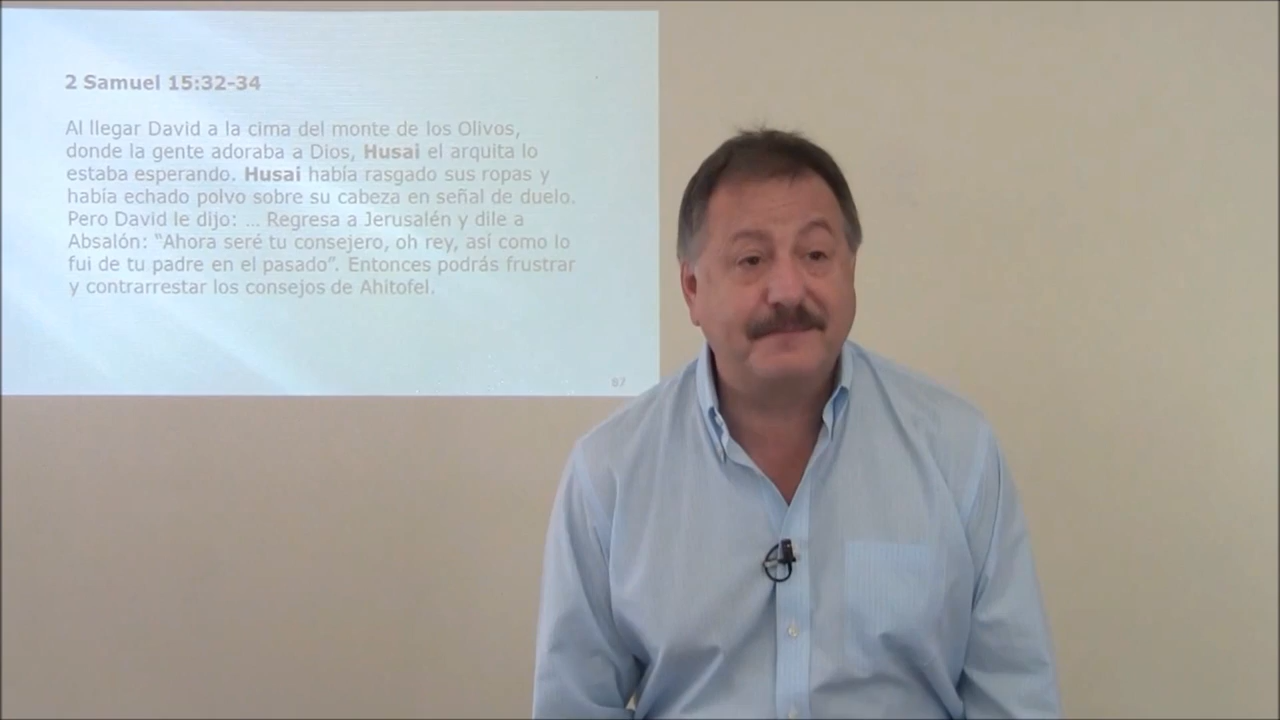 2 Samuel 15:32-34
Al llegar David a la cima del monte de los Olivos,
donde la gente adoraba a Dios, Husai el arquita lo
estaba esperando. Husai había rasgado sus ropas y
había echado polvo sobre su cabeza en señal de duelo.
Pero David le dijo: ... Regresa a Jerusalén y dile a
Absalón: “Ahora seré tu consejero, oh rey, así como lo
fui de tu padre en el pasado”. Entonces podrás frustrar
y contrarrestar los consejos de Ahitofel.
87